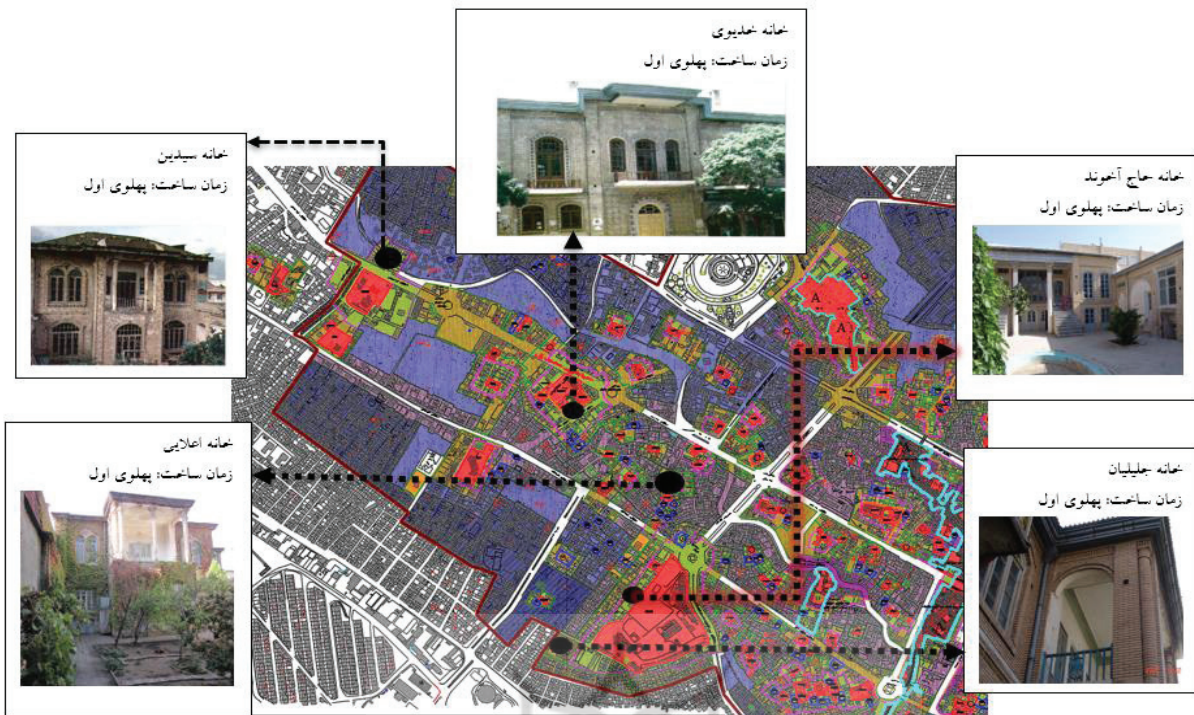 خانه خدیوی
زمان ساخت: پهلوی اول
خانه سیدین
زمان ساخت: پهلوی اول
خانه حاج آخوند
زمان ساخت: پهلوی اول
خانه اعلایی
زمان ساخت: پهلوی اول
خانه جلیلیان
زمان ساخت: پهلوی اول
A
A